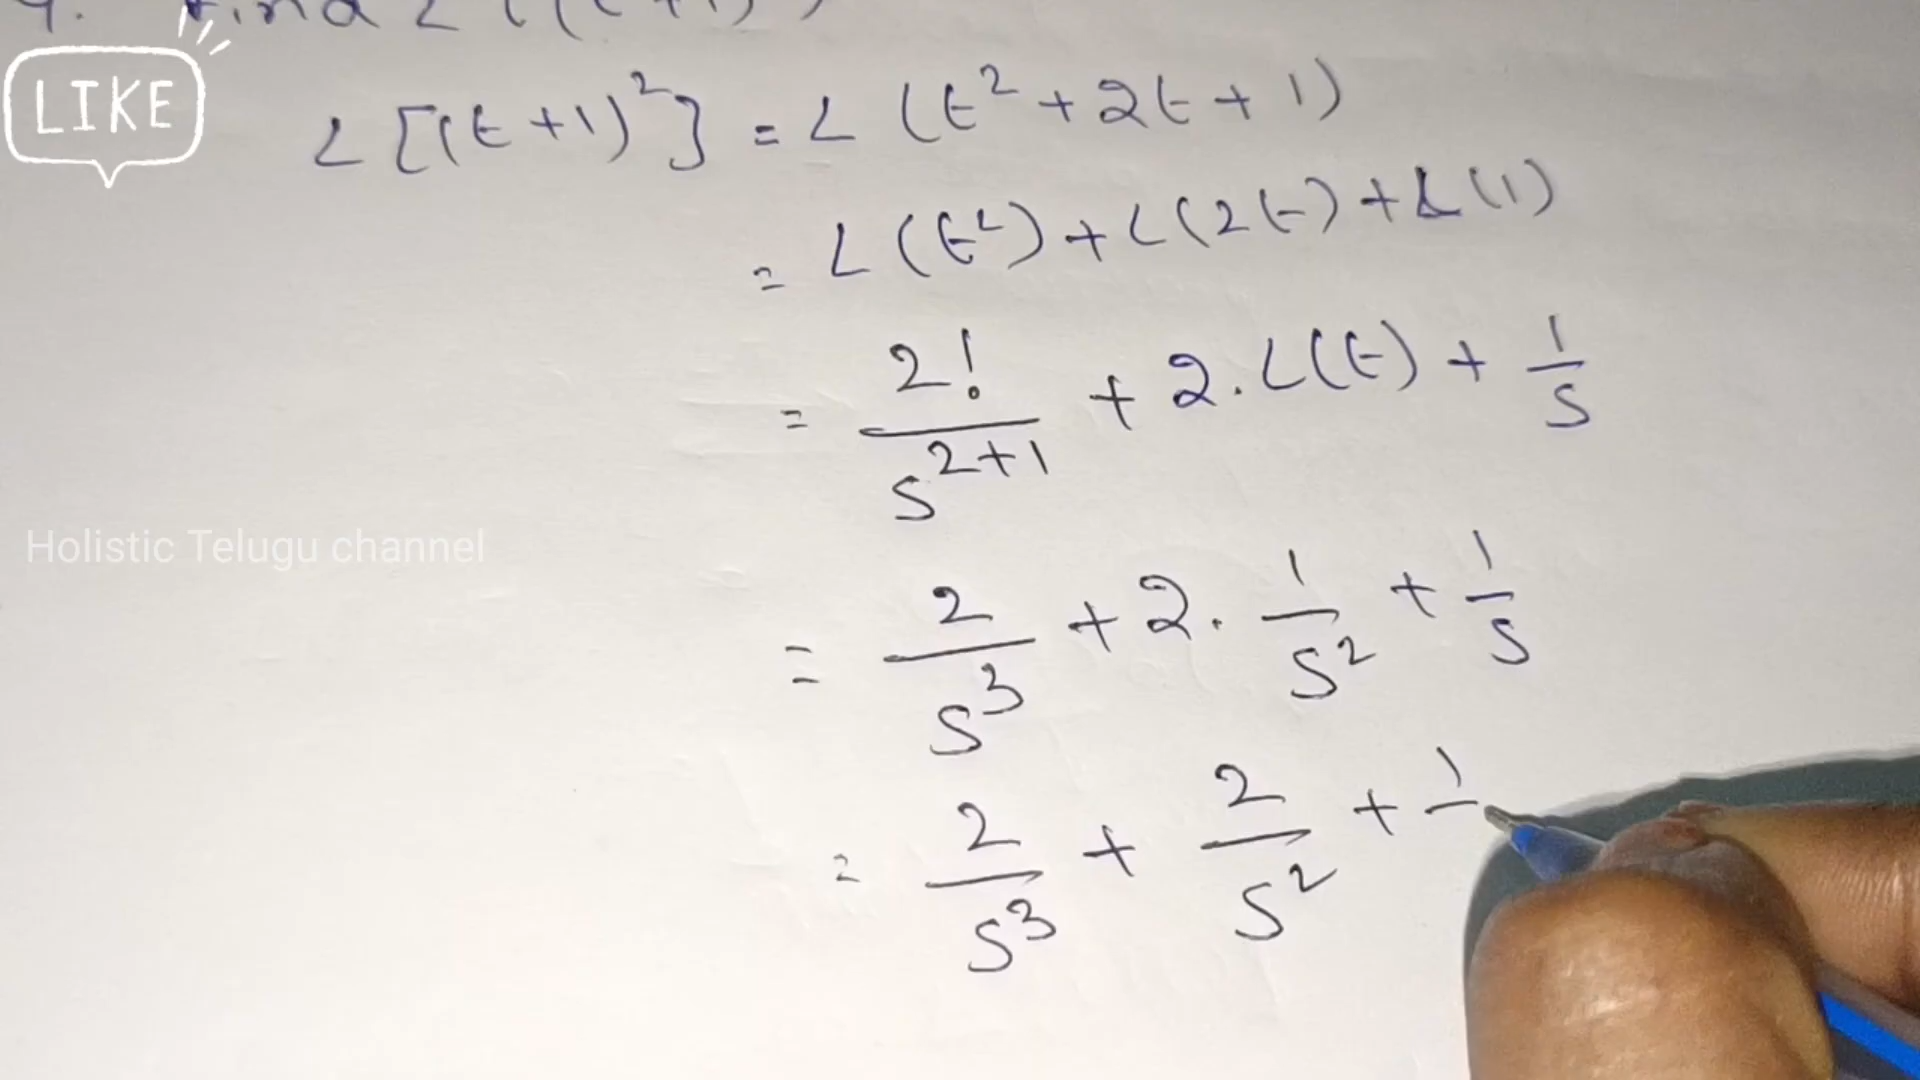 LIKE
L[(t+1)²] = L(t²+2t+1)
= L(t²)+L(2t)+L(1)
= 2!/s²⁺¹ + 2.L(t) + 1/s
Holistic Telugu channel
= 2/s³ + 2. 1/s² + 1/s
= 2/s³ + 2/s² + 1